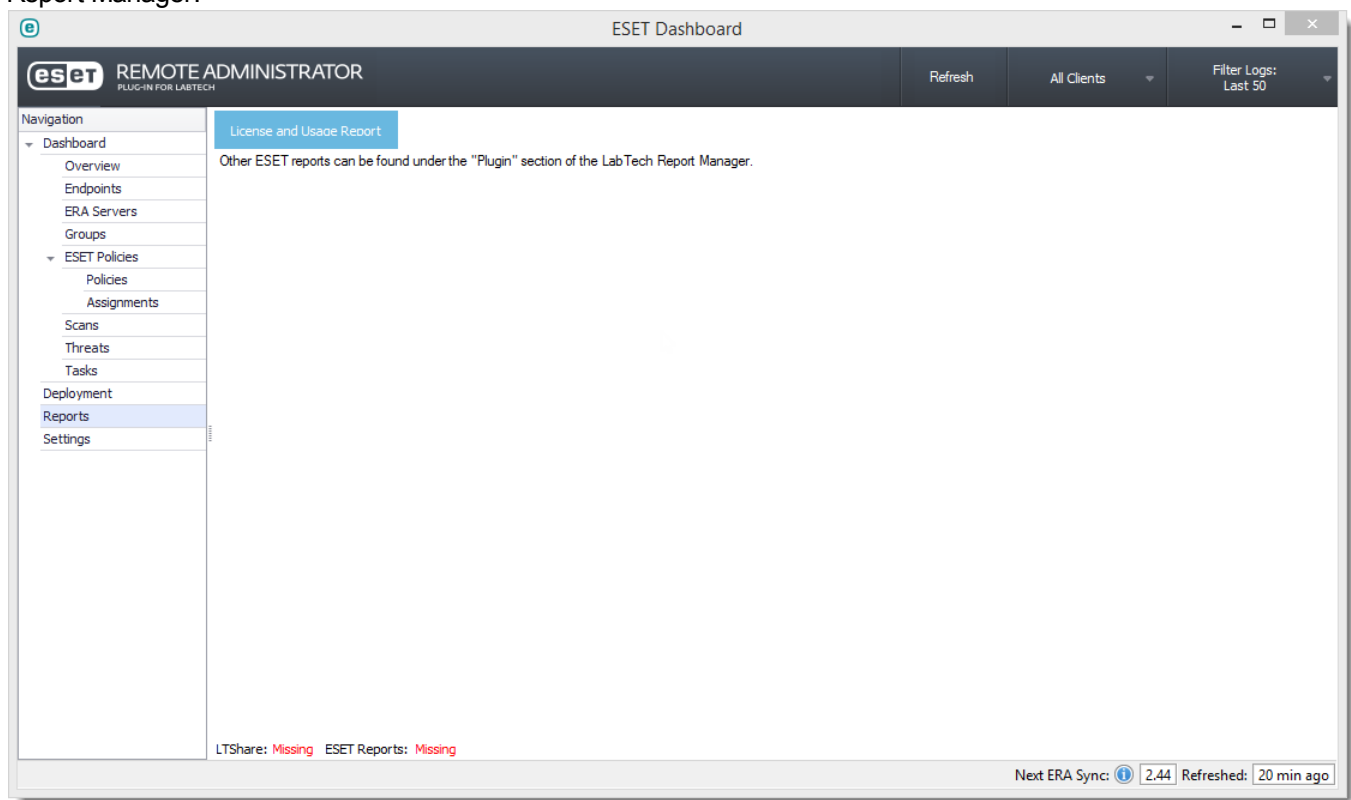 Report Manager.
ESET Dashboard
eset REMOTE ADMINISTRATOR
PLUG-IN FOR LABTECH
Refresh
All Clients
Filter Logs:
Last 50
Navigation
Dashboard
Overview
Endpoints
ERA Servers
Groups
ESET Policies
Policies
Assignments
Scans
Threats
Tasks
Deployment
Reports
Settings
License and Usage Report
Other ESET reports can be found under the "Plugin" section of the LabTech Report Manager.
LTShare: Missing ESET Reports: Missing
Next ERA Sync: 2.44 Refreshed: 20 min ago